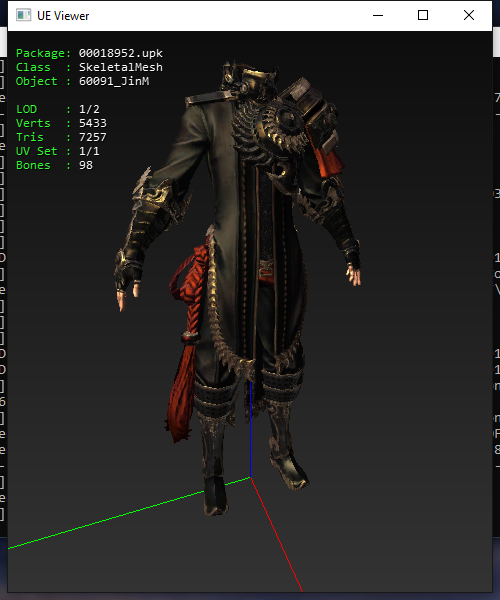 UE Viewer
Package: 00018952.upk
Class : SkeletalMesh
Object : 60091_JinM
LOD : 1/2
Verts : 5433
Tris : 7257
UV Set : 1/1
Bones : 98